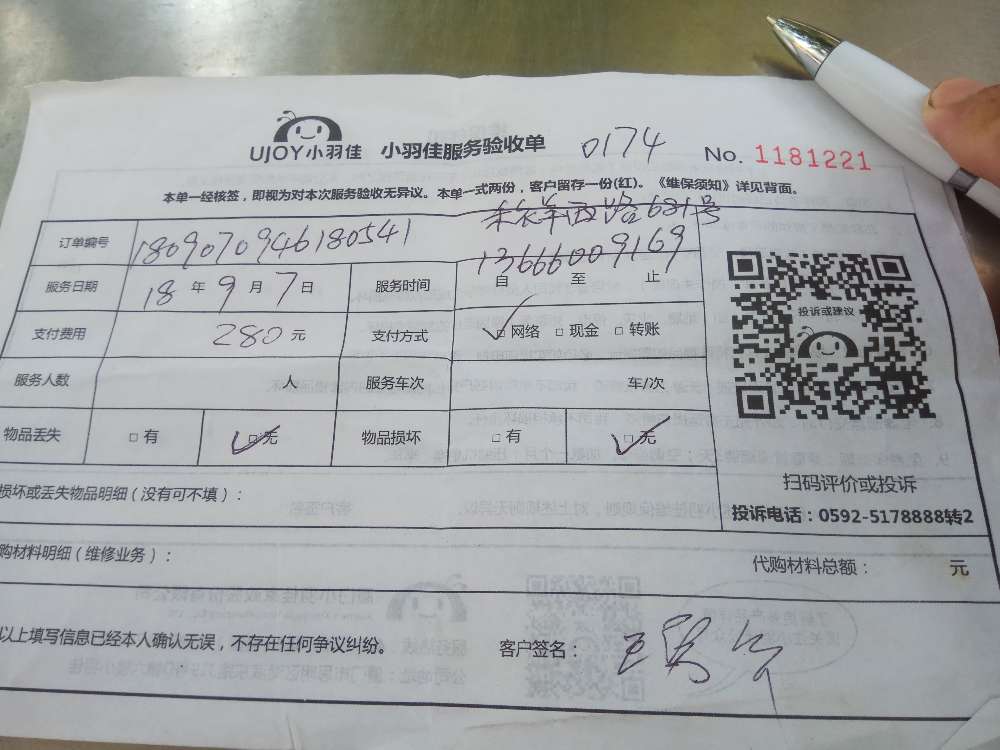 UJOY小羽佳 小羽佳服务验收单 0174 No. 1181221
本单一经核签，即视为对本次服务验收无异议。本单一式两份，客户留存一份(红)。《维保须知》详见背面。
路681号
订单编号 1809070946180541 13666009169
服务日期 18 年 9 月 7 日 服务时间 自 至 止
支付费用 280 元 支付方式 ✓□网络 □现金 □转账
服务人数 人 服务车次 车/次
物品丢失 □有 ✓□无 物品损坏 □有 ✓□无
投诉或建议
扫码评价或投诉
投诉电话：0592-5178888转2
损坏或丢失物品明细（没有可不填）：
购材料明细（维修业务）： 代购材料总额： 元
以上填写信息已经本人确认无误，不存在任何争议纠纷。 客户签名：